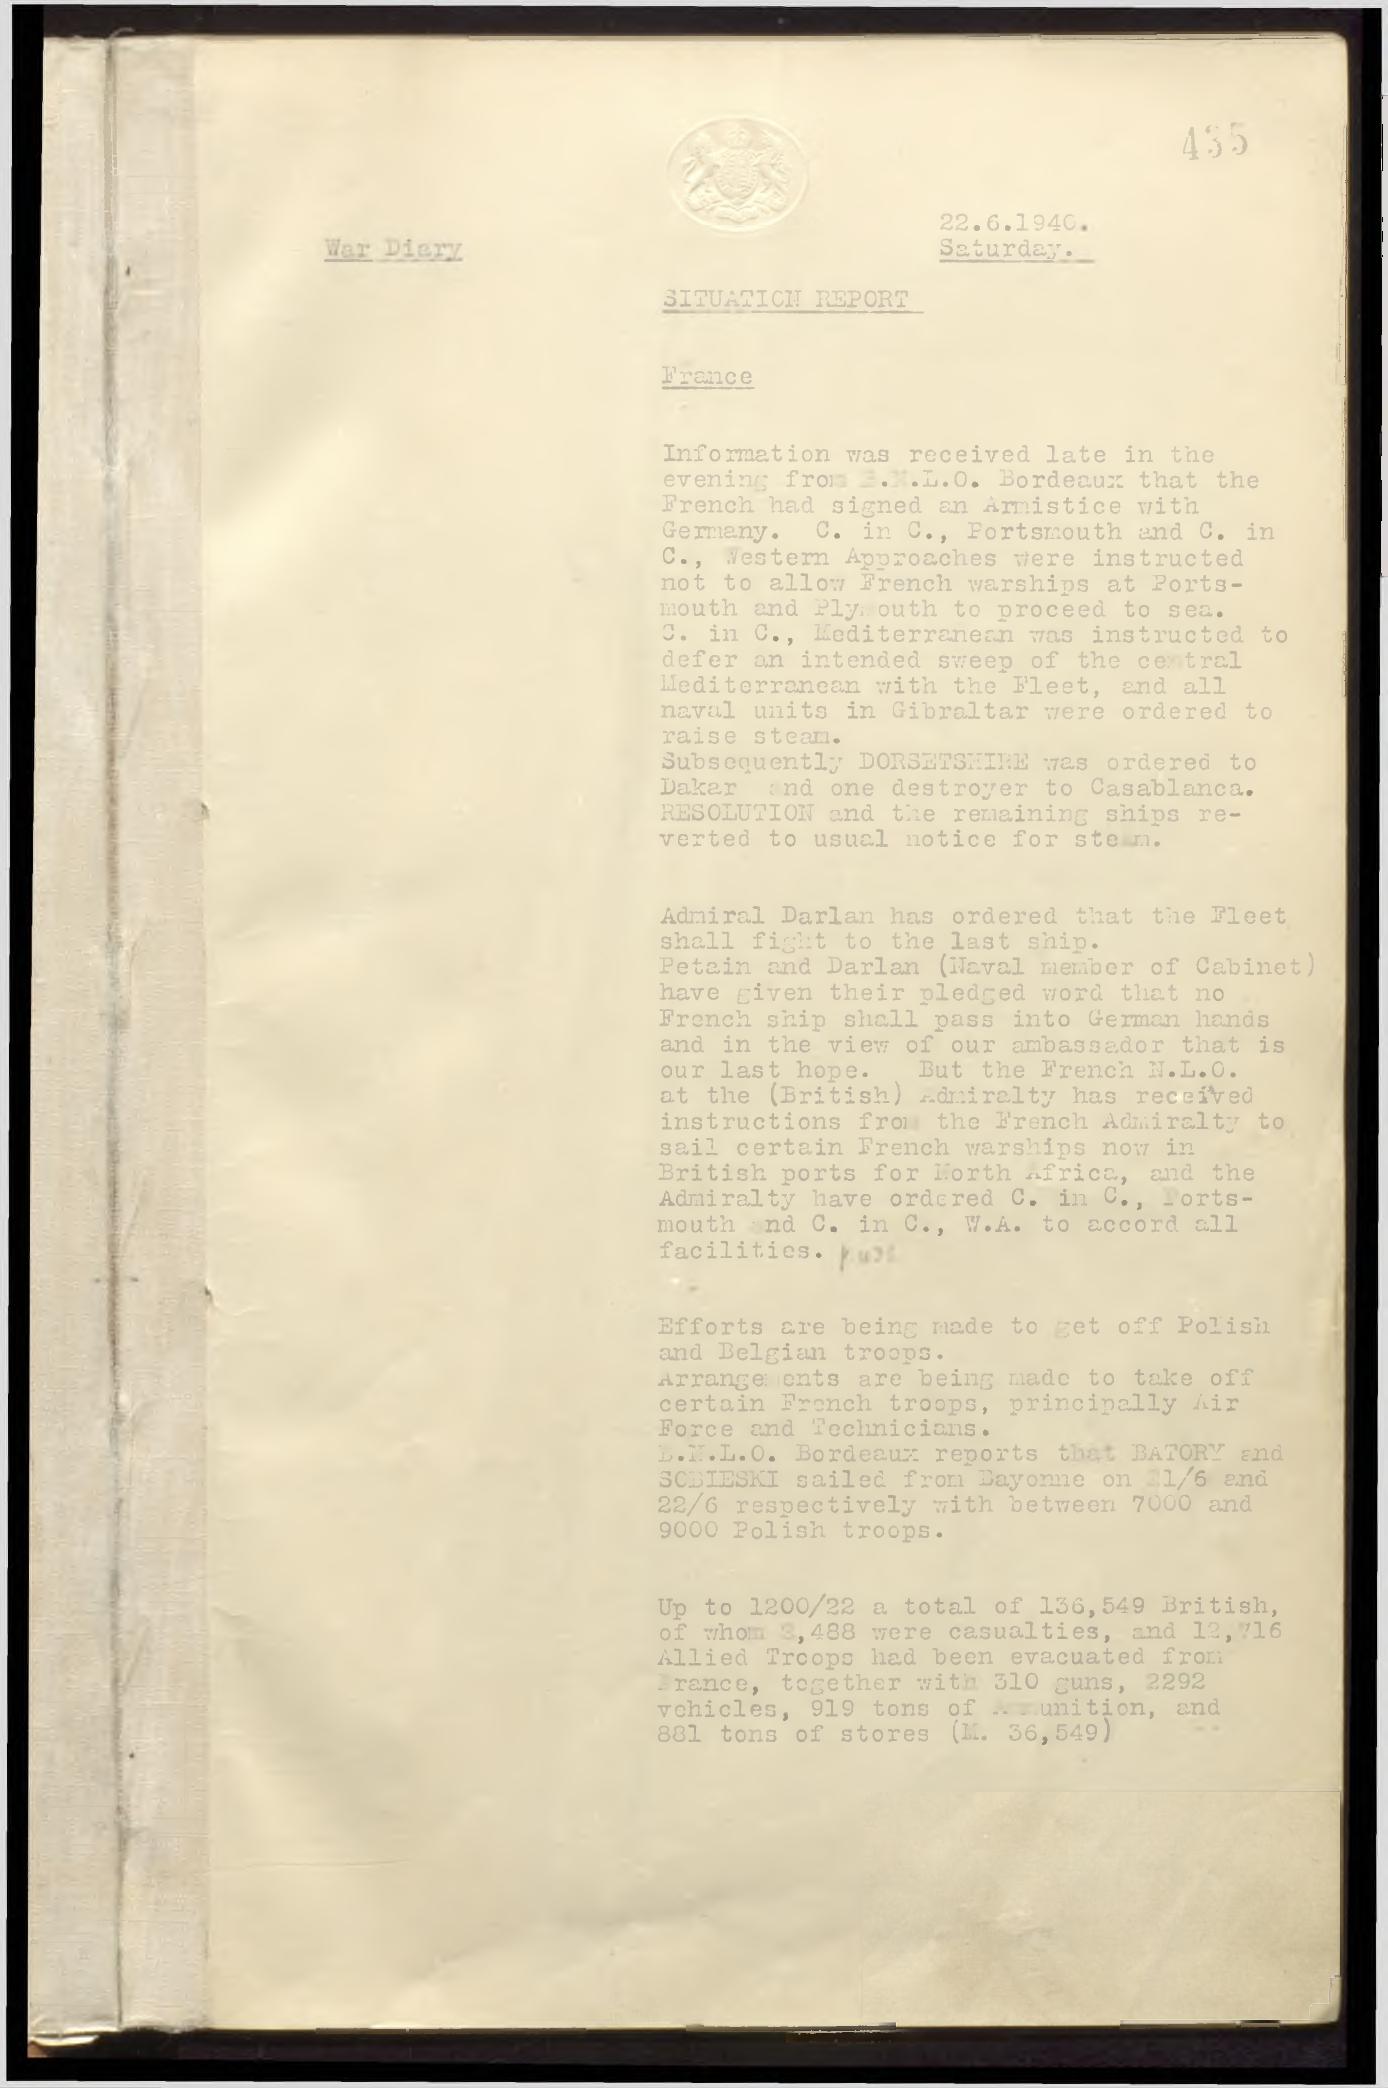 435
22.6.1940.
War Diary
Saturday.
SITUATION REPORT
France
Information was received late in the
evening from B.N.L.O. Bordeaux that the
French had signed an Armistice with
Germany. C. in C., Portsmouth and C. in
C., Western Approaches were instructed
not to allow French warships at Ports-
mouth and Plymouth to proceed to sea.
C. in C., Mediterranean was instructed to
defer an intended sweep of the central
Mediterranean with the Fleet, and all
naval units in Gibraltar were ordered to
raise steam.
Subsequently DORSETSHIRE was ordered to
Dakar and one destroyer to Casablanca.
RESOLUTION and the remaining ships re-
verted to usual notice for steam.
Admiral Darlan has ordered that the Fleet
shall fight to the last ship.
Petain and Darlan (Naval member of Cabinet)
have given their pledged word that no
French ship shall pass into German hands
and in the view of our ambassador that is
our last hope. But the French N.L.O.
at the (British) Admiralty has received
instructions from the French Admiralty to
sail certain French warships now in
British ports for North Africa, and the
Admiralty have ordered C. in C., Ports-
mouth and C. in C., W.A. to accord all
facilities.
Efforts are being made to get off Polish
and Belgian troops.
Arrangements are being made to take off
certain French troops, principally Air
Force and Technicians.
B.N.L.O. Bordeaux reports that BATORY and
SOBIESKI sailed from Bayonne on 21/6 and
22/6 respectively with between 7000 and
9000 Polish troops.
Up to 1200/22 a total of 136,549 British,
of whom were casualties, and
Allied Troops had been evacuated from
France, together with 310 guns, 2292
vehicles, 919 tons of Ammunition, and
881 tons of stores (M. 36,549)